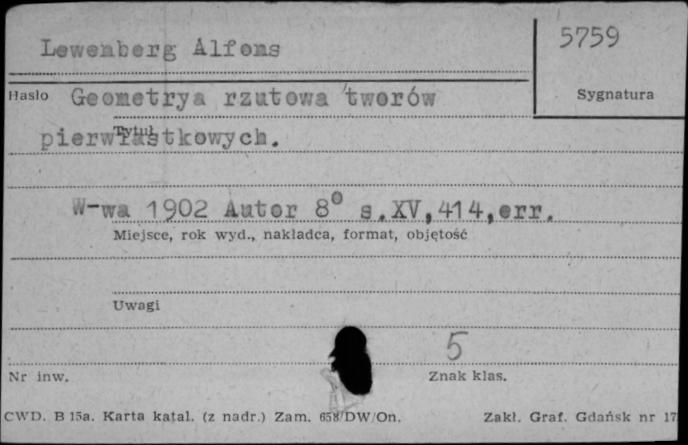 Lewenberg Alfons
5759
Hasło Geometrya rzutowa tworów
Sygnatura
Tytuł
pierwiastkowych.
W-wa 1902 Autor 8° s.XV,414,err.
Miejsce, rok wyd., nakładca, format, objętość
Uwagi
5
Nr inw.
Znak klas.
CWD. B 15a. Karta katal. (z nadr.) Zam. 658/DW/On. Zakł. Graf. Gdańsk nr 17